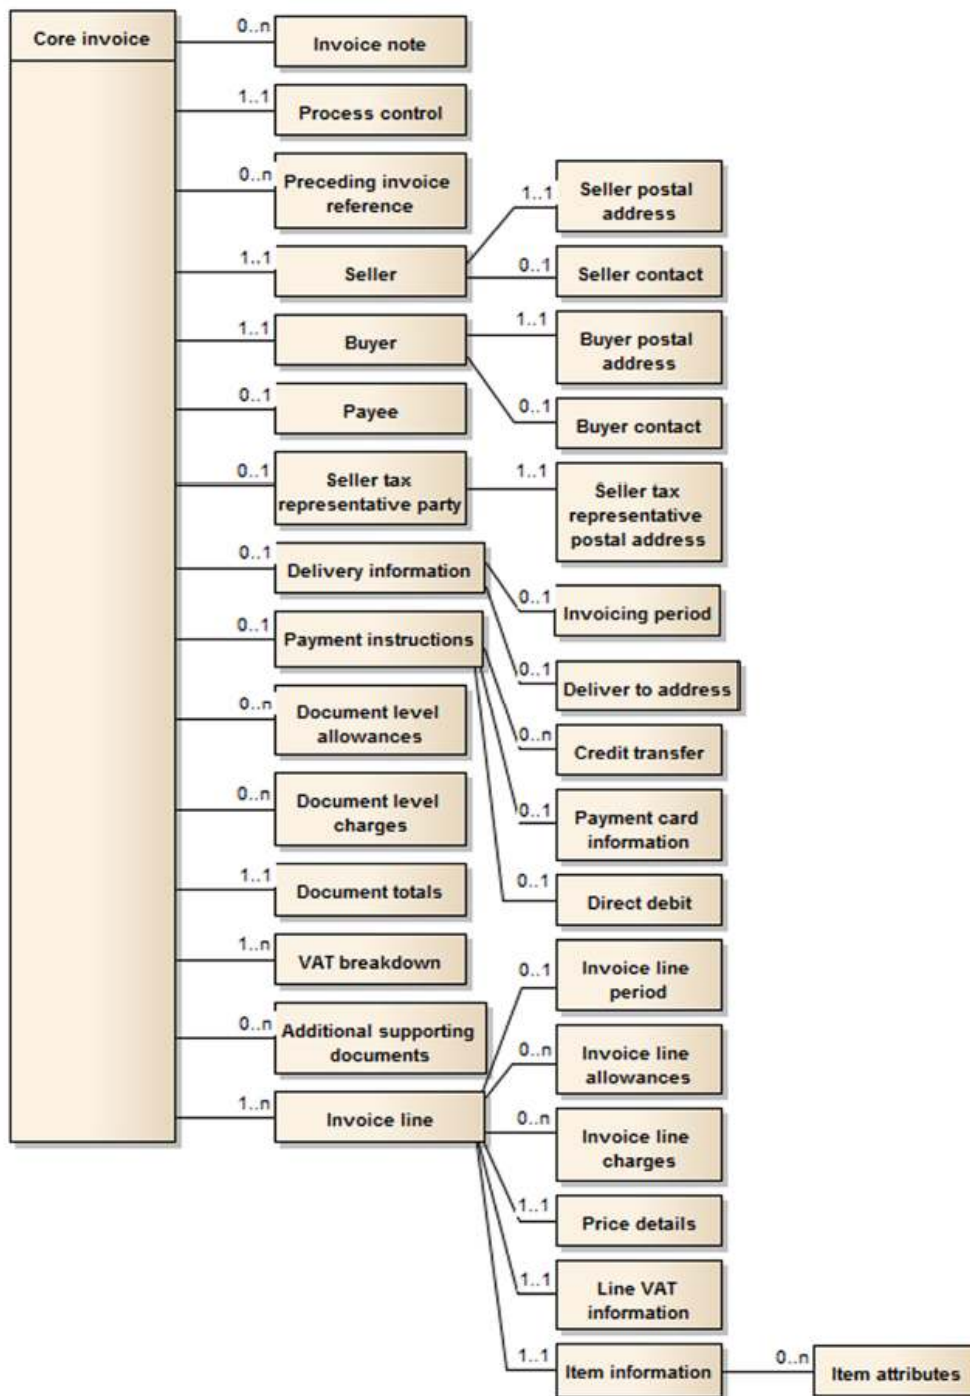 Core invoice
0..n
Invoice note
1..1
Process control
0..n
Preceding invoice
reference
1..1
Seller postal
address
1..1
Seller
0..1
Seller contact
1..1
Buyer
1..1
Buyer postal
address
0..1
Payee
0..1
Buyer contact
0..1
Seller tax
representative party
1..1
Seller tax
representative
postal address
0..1
Delivery information
0..1
Invoicing period
0..1
Payment instructions
0..1
Deliver to address
0..n
Document level
allowances
0..n
Credit transfer
0..n
Document level
charges
0..1
Payment card
information
1..1
Document totals
0..1
Direct debit
1..n
VAT breakdown
0..1
Invoice line
period
0..n
Additional supporting
documents
0..n
Invoice line
allowances
1..n
Invoice line
0..n
Invoice line
charges
1..1
Price details
1..1
Line VAT
information
1..1
Item information
0..n
Item attributes